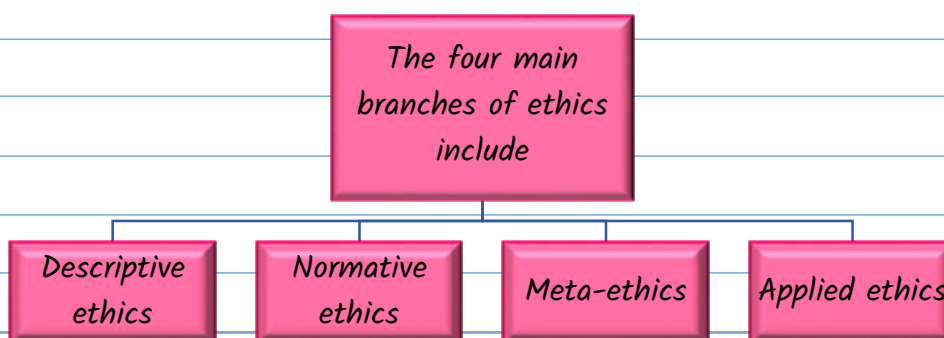 The four main
branches of ethics
include
Descriptive
ethics
Normative
ethics
Meta-ethics
Applied ethics